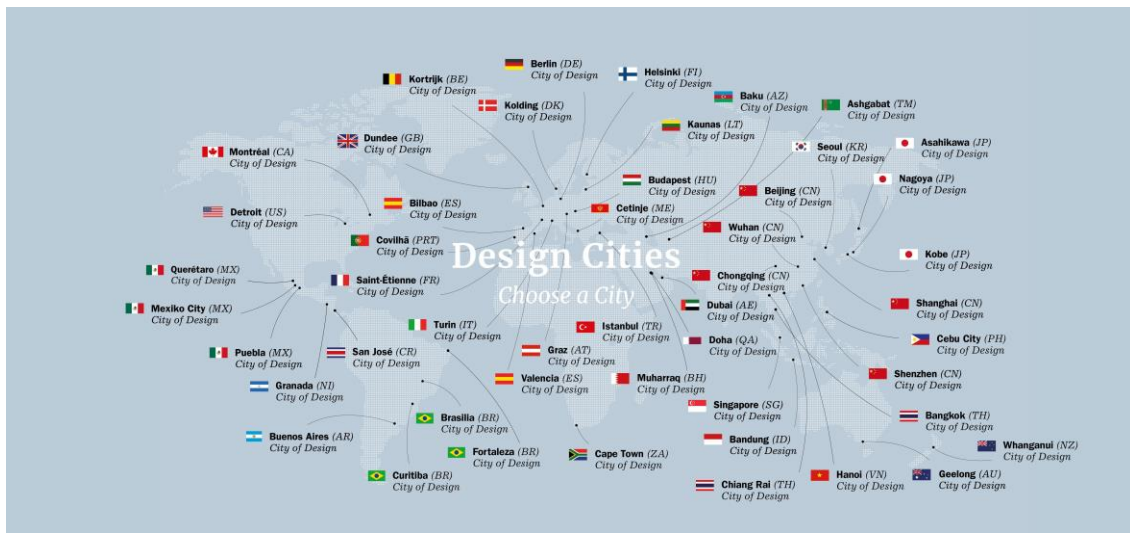 Berlin (DE)
City of Design
Helsinki (FI)
City of Design
Kortrijk (BE)
City of Design
Baku (AZ)
City of Design
Ashgabat (TM)
City of Design
Kolding (DK)
City of Design
Kaunas (LT)
City of Design
Dundee (GB)
City of Design
Seoul (KR)
City of Design
Asahikawa (JP)
City of Design
Montréal (CA)
City of Design
Budapest (HU)
City of Design
Nagoya (JP)
City of Design
Beijing (CN)
City of Design
Bilbao (ES)
City of Design
Cetinje (ME)
City of Design
Detroit (US)
City of Design
Wuhan (CN)
City of Design
Covilhã (PRT)
City of Design
Design Cities
Choose a City
Kobe (JP)
City of Design
Querétaro (MX)
City of Design
Saint-Étienne (FR)
City of Design
Chongqing (CN)
City of Design
Mexiko City (MX)
City of Design
Dubai (AE)
City of Design
Shanghai (CN)
City of Design
Turin (IT)
City of Design
Istanbul (TR)
City of Design
Doha (QA)
City of Design
Cebu City (PH)
City of Design
Puebla (MX)
City of Design
San José (CR)
City of Design
Graz (AT)
City of Design
Shenzhen (CN)
City of Design
Granada (NI)
City of Design
Valencia (ES)
City of Design
Muharraq (BH)
City of Design
Singapore (SG)
City of Design
Bangkok (TH)
City of Design
Brasilia (BR)
City of Design
Buenos Aires (AR)
City of Design
Bandung (ID)
City of Design
Whanganui (NZ)
City of Design
Fortaleza (BR)
City of Design
Cape Town (ZA)
City of Design
Curitiba (BR)
City of Design
Hanoi (VN)
City of Design
Geelong (AU)
City of Design
Chiang Rai (TH)
City of Design